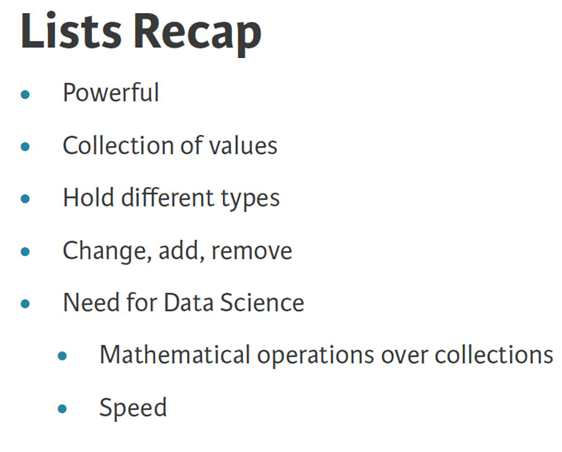 Lists Recap
• Powerful
• Collection of values
• Hold different types
• Change, add, remove
• Need for Data Science
• Mathematical operations over collections
• Speed